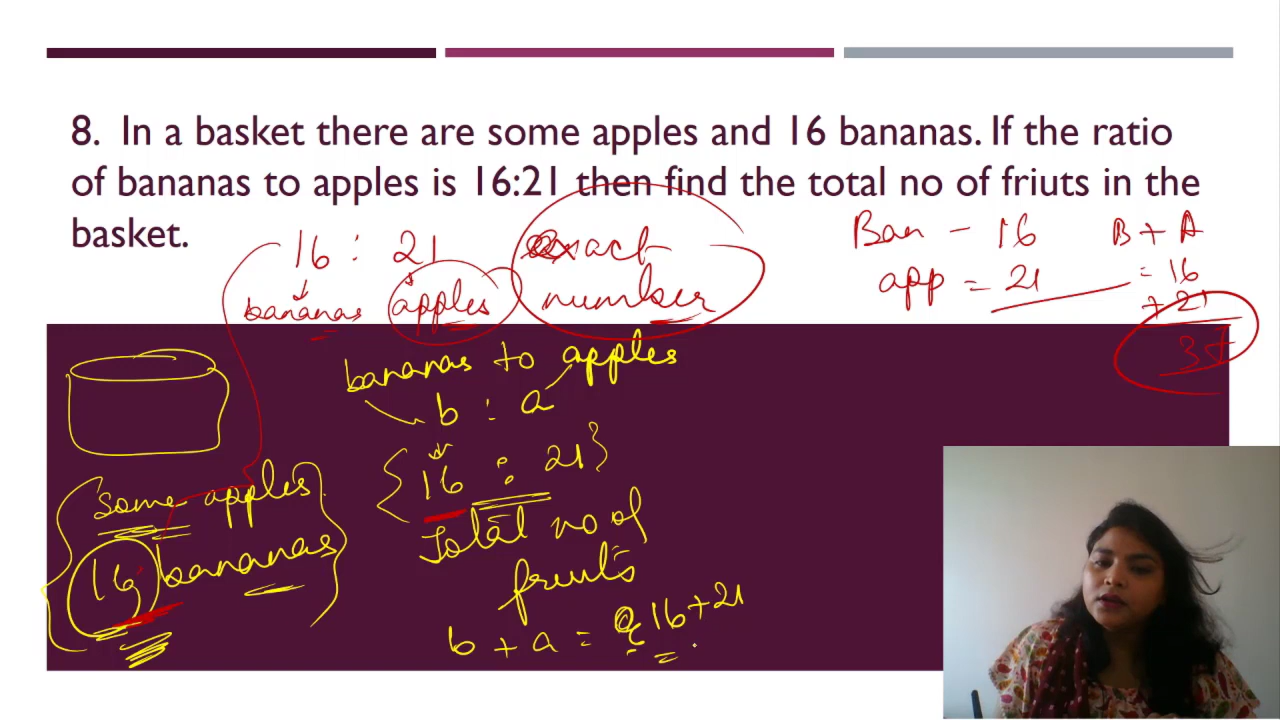 8. In a basket there are some apples and 16 bananas. If the ratio
of bananas to apples is 16:21 then find the total no of friuts in the
basket.
16 : 21
bananas apples
exact
number
Ban - 16
app = 21
B + A
= 16
+ 21
37
bananas to apples
b : a
{16 : 21}
Total no of
fruits
b + a = 16+21
some apples
16 bananas